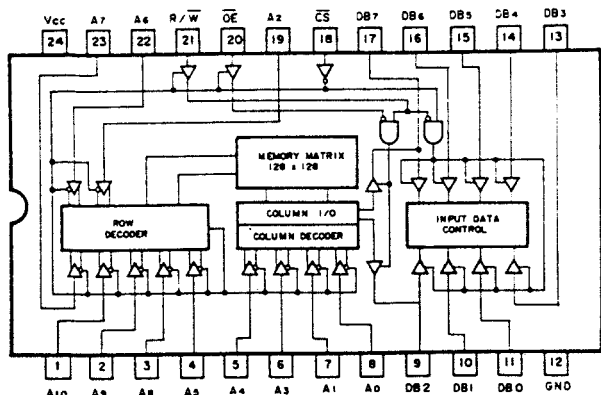 Vcc A7 A6 R/W OE A2 CS DB7 DB6 DB5 DB4 DB3
24 23 22 21 20 19 18 17 16 15 14 13
MEMORY MATRIX
128 x 128
ROW
DECODER
COLUMN I/O
COLUMN DECODER
INPUT DATA
CONTROL
1 2 3 4 5 6 7 8 9 10 11 12
A10 A9 A8 A5 A4 A3 A1 A0 DB2 DB1 DB0 GND